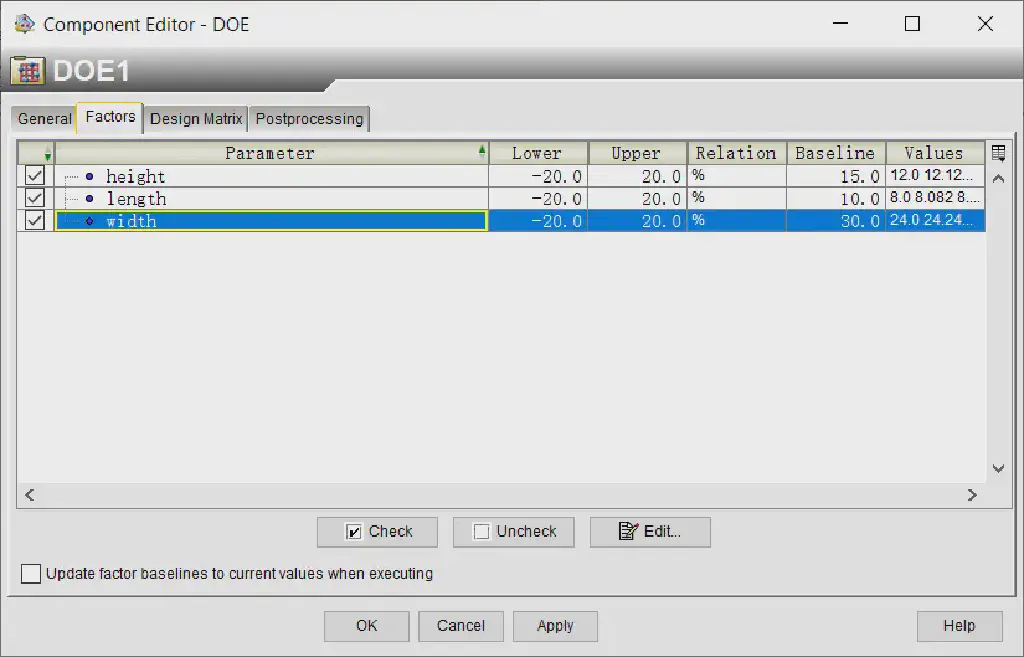 Component Editor - DOE
DOE1
General Factors Design Matrix Postprocessing
Parameter Lower Upper Relation Baseline Values
height -20.0 20.0 % 15.0 12.0 12.12...
length -20.0 20.0 % 10.0 8.0 8.082 8....
width -20.0 20.0 % 30.0 24.0 24.24...
Check Uncheck Edit...
Update factor baselines to current values when executing
OK Cancel Apply Help